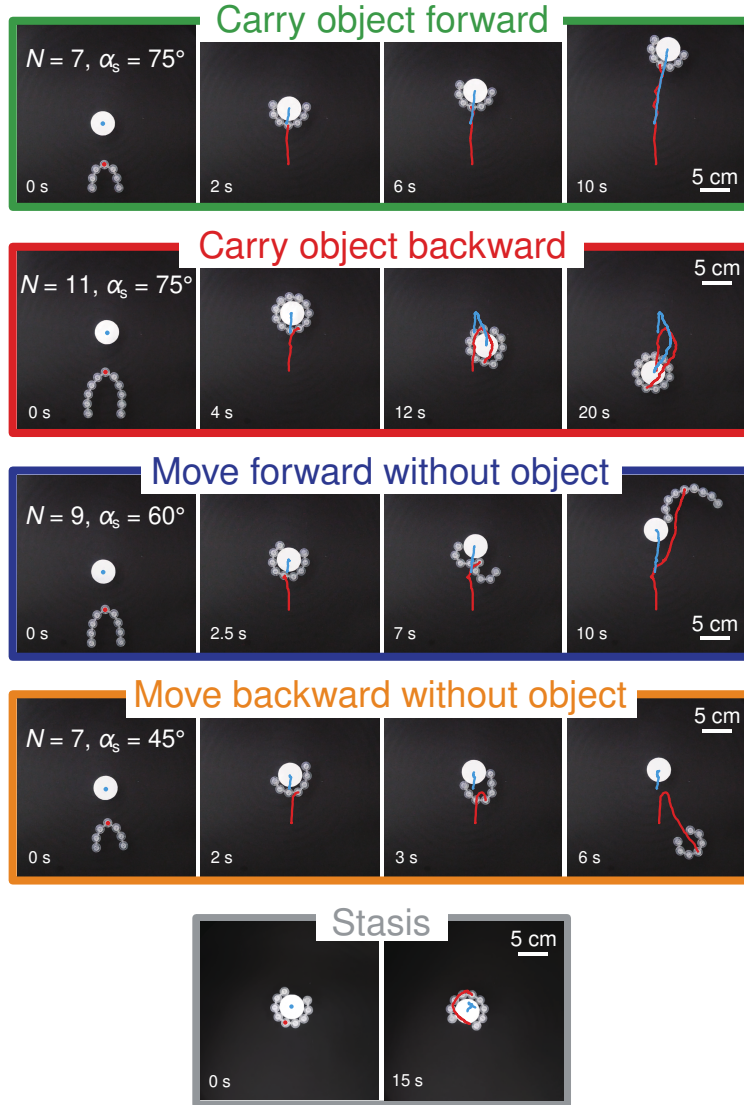 Carry object forward
N = 7, αs = 75°
0 s
2 s
6 s
10 s
5 cm
Carry object backward
N = 11, αs = 75°
5 cm
0 s
4 s
12 s
20 s
Move forward without object
N = 9, αs = 60°
0 s
2.5 s
7 s
10 s
5 cm
Move backward without object
N = 7, αs = 45°
5 cm
0 s
2 s
3 s
6 s
Stasis
5 cm
0 s
15 s